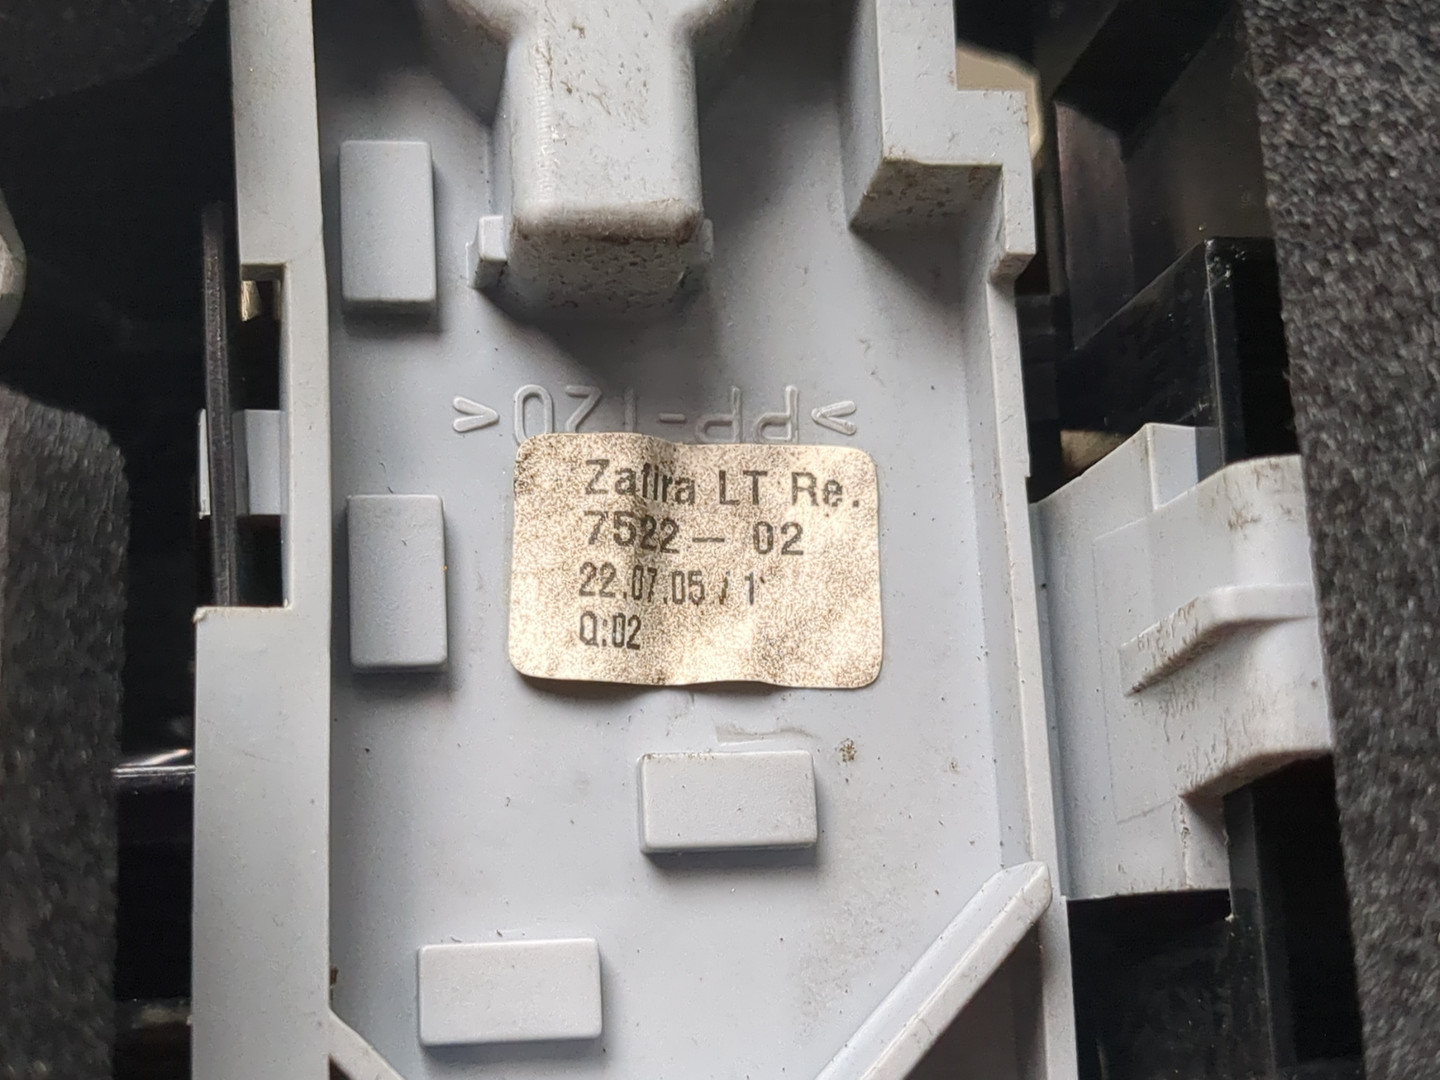 >PP-T20<
Zafira LT Re.
7522 - 02
22.07.05 / 1
Q:02